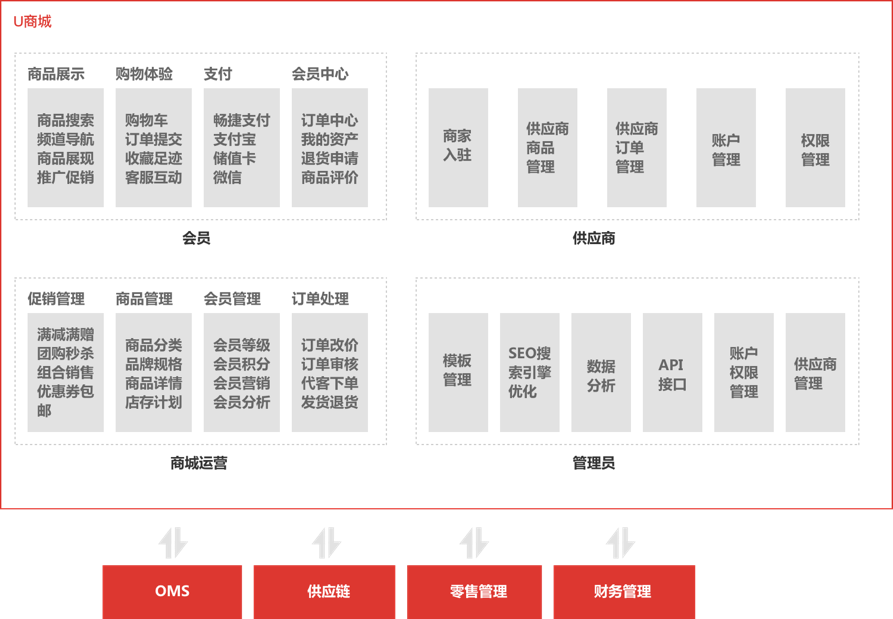 U商城
商品展示
商品搜索
频道导航
商品展现
推广促销
购物体验
购物车
订单提交
收藏足迹
客服互动
支付
畅捷支付
支付宝
储值卡
微信
会员中心
订单中心
我的资产
退货申请
商品评价
会员
商家
入驻
供应商
商品
管理
供应商
订单
管理
账户
管理
权限
管理
供应商
促销管理
满减满赠
团购秒杀
组合销售
优惠券包
邮
商品管理
商品分类
品牌规格
商品详情
店存计划
会员管理
会员等级
会员积分
会员营销
会员分析
订单处理
订单改价
订单审核
代客下单
发货退货
商城运营
模板
管理
SEO搜
索引擎
优化
数据
分析
API
接口
账户
权限
管理
供应商
管理
管理员
OMS
供应链
零售管理
财务管理